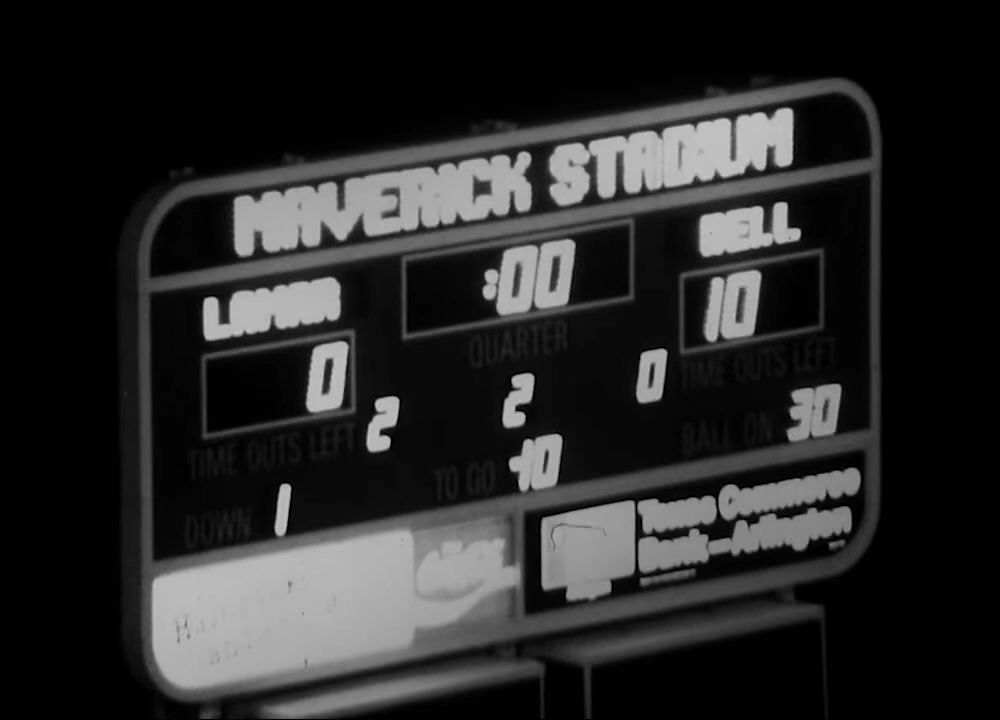 MAVERICK STADIUM
LAMAR :00 BELL
0 QUARTER 10
TIME OUTS LEFT 2 2 0 TIME OUTS LEFT
DOWN 1 TO GO 10 BALL ON 30
Texas Commerce
Bank-Arlington